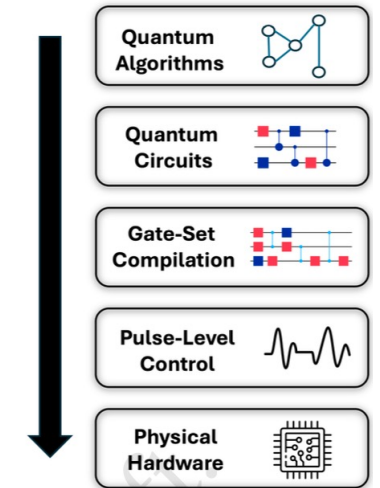 Quantum
Algorithms
Quantum
Circuits
Gate-Set
Compilation
Pulse-Level
Control
Physical
Hardware